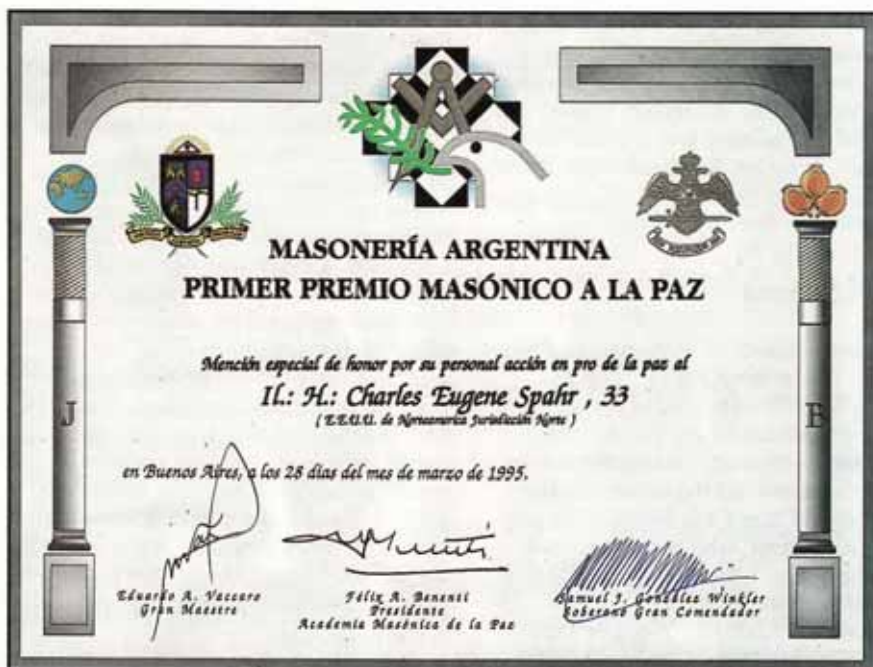 MASONERÍA ARGENTINA
PRIMER PREMIO MASÓNICO A LA PAZ
Mención especial de honor por su personal acción en pro de la paz al
Il.: H.: Charles Eugene Spahr , 33
( E.E.U.U. de Norteamerica Jurisdicción Norte )
J
B
en Buenos Aires, a los 28 días del mes de marzo de 1995.
Eduardo A. Vaccaro
Gran Maestre
Félix A. Benenti
Presidente
Academia Masónica de la Paz
Samuel J. González Winkler
Soberano Gran Comendador